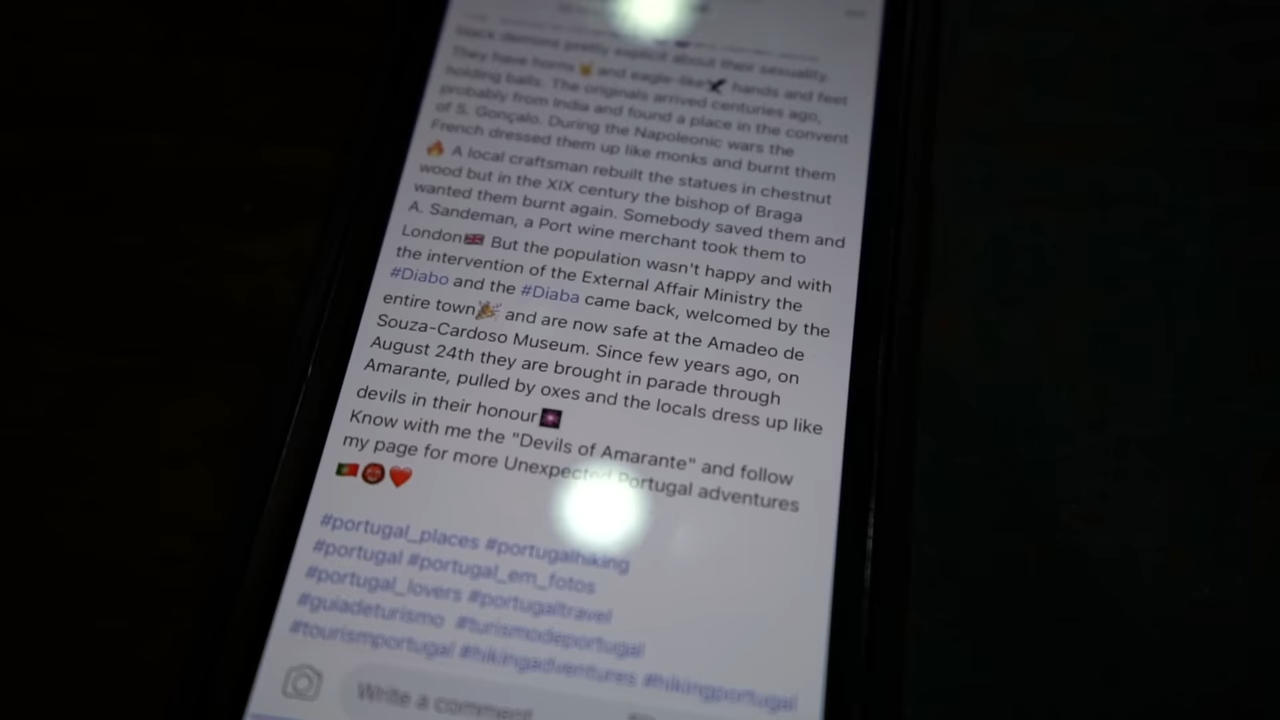 black demons pretty explicit about their sexuality.
They have horns 🤘 and eagle-like🦅 hands and feet
holding balls. The originals arrived centuries ago,
probably from India and found a place in the convent
of S. Gonçalo. During the Napoleonic wars the
French dressed them up like monks and burnt them
🔥 A local craftsman rebuilt the statues in chestnut
wood but in the XIX century the bishop of Braga
wanted them burnt again. Somebody saved them and
A. Sandeman, a Port wine merchant took them to
London🇬🇧 But the population wasn't happy and with
the intervention of the External Affair Ministry the
#Diabo and the #Diaba came back, welcomed by the
entire town🎉 and are now safe at the Amadeo de
Souza-Cardoso Museum. Since few years ago, on
August 24th they are brought in parade through
Amarante, pulled by oxes and the locals dress up like
devils in their honour🎆
Know with me the "Devils of Amarante" and follow
my page for more Unexpected Portugal adventures
🇵🇹👹❤️
#portugal_places #portugalhiking
#portugal #portugal_em_fotos
#portugal_lovers #portugaltravel
#guiadeturismo #turismodeportugal
#tourismportugal #hikingadventures #hikingportugal
Write a comment